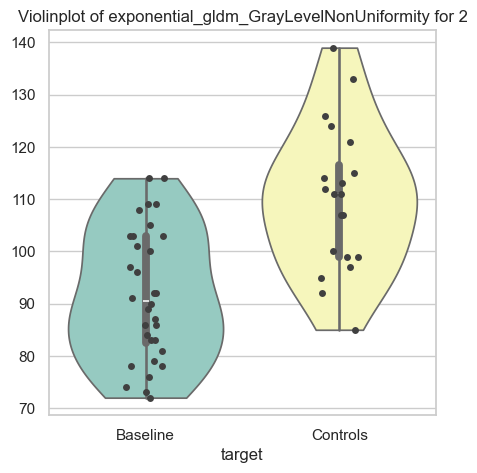 Violinplot of exponential_gldm_GrayLevelNonUniformity for 2
140
130
120
110
100
90
80
70
Baseline
Controls
target